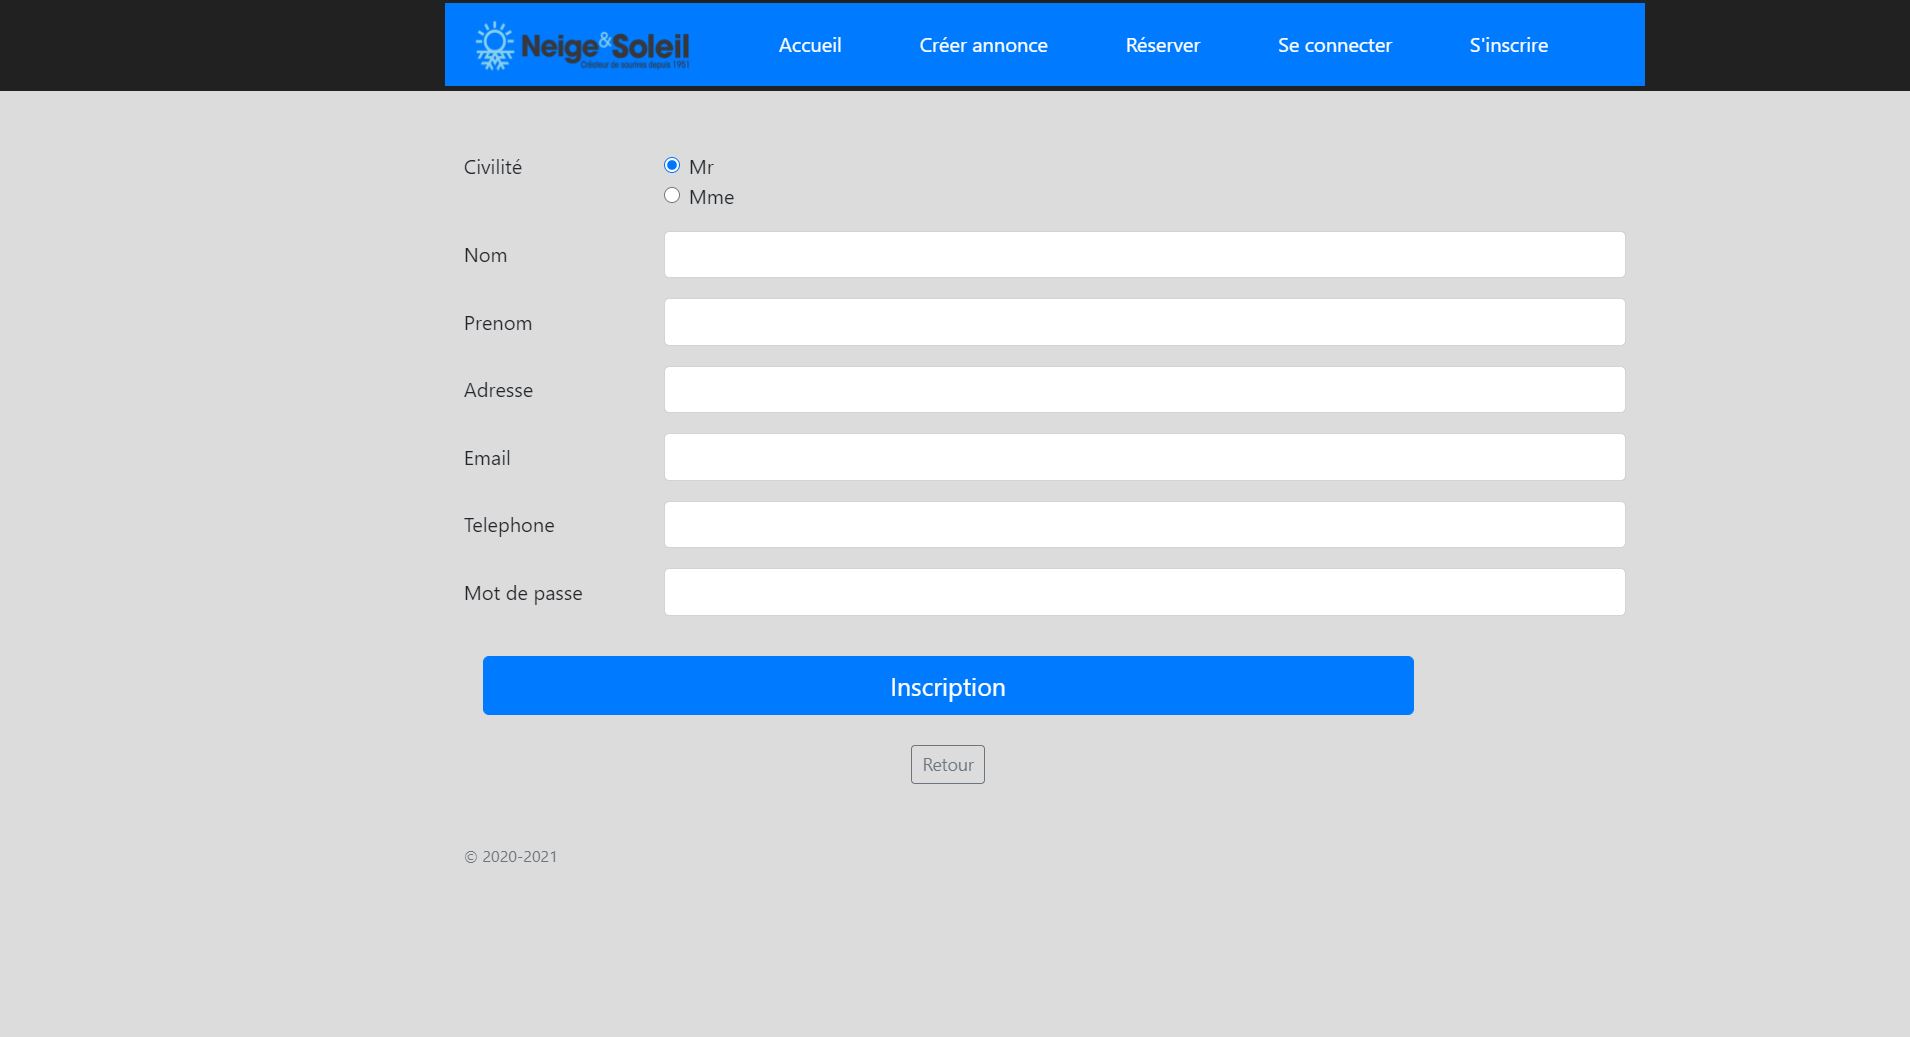 Neige&Soleil
Créateur de sourires depuis 1951
Accueil Créer annonce Réserver Se connecter S'inscrire
Civilité Mr
Mme
Nom
Prenom
Adresse
Email
Telephone
Mot de passe
Inscription
Retour
© 2020-2021